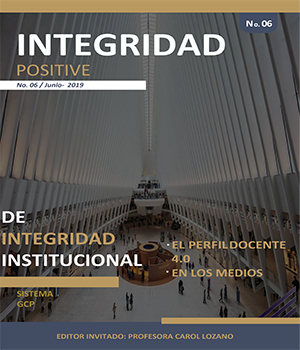 No. 06
INTEGRIDAD
POSITIVE
No. 06 / Junio- 2019
DE
INTEGRIDAD
INSTITUCIONAL
• EL PERFILDOCENTE
4.0
• EN LOS MEDIOS
SISTEMA
GCP
EDITOR INVITADO: PROFESORA CAROL LOZANO